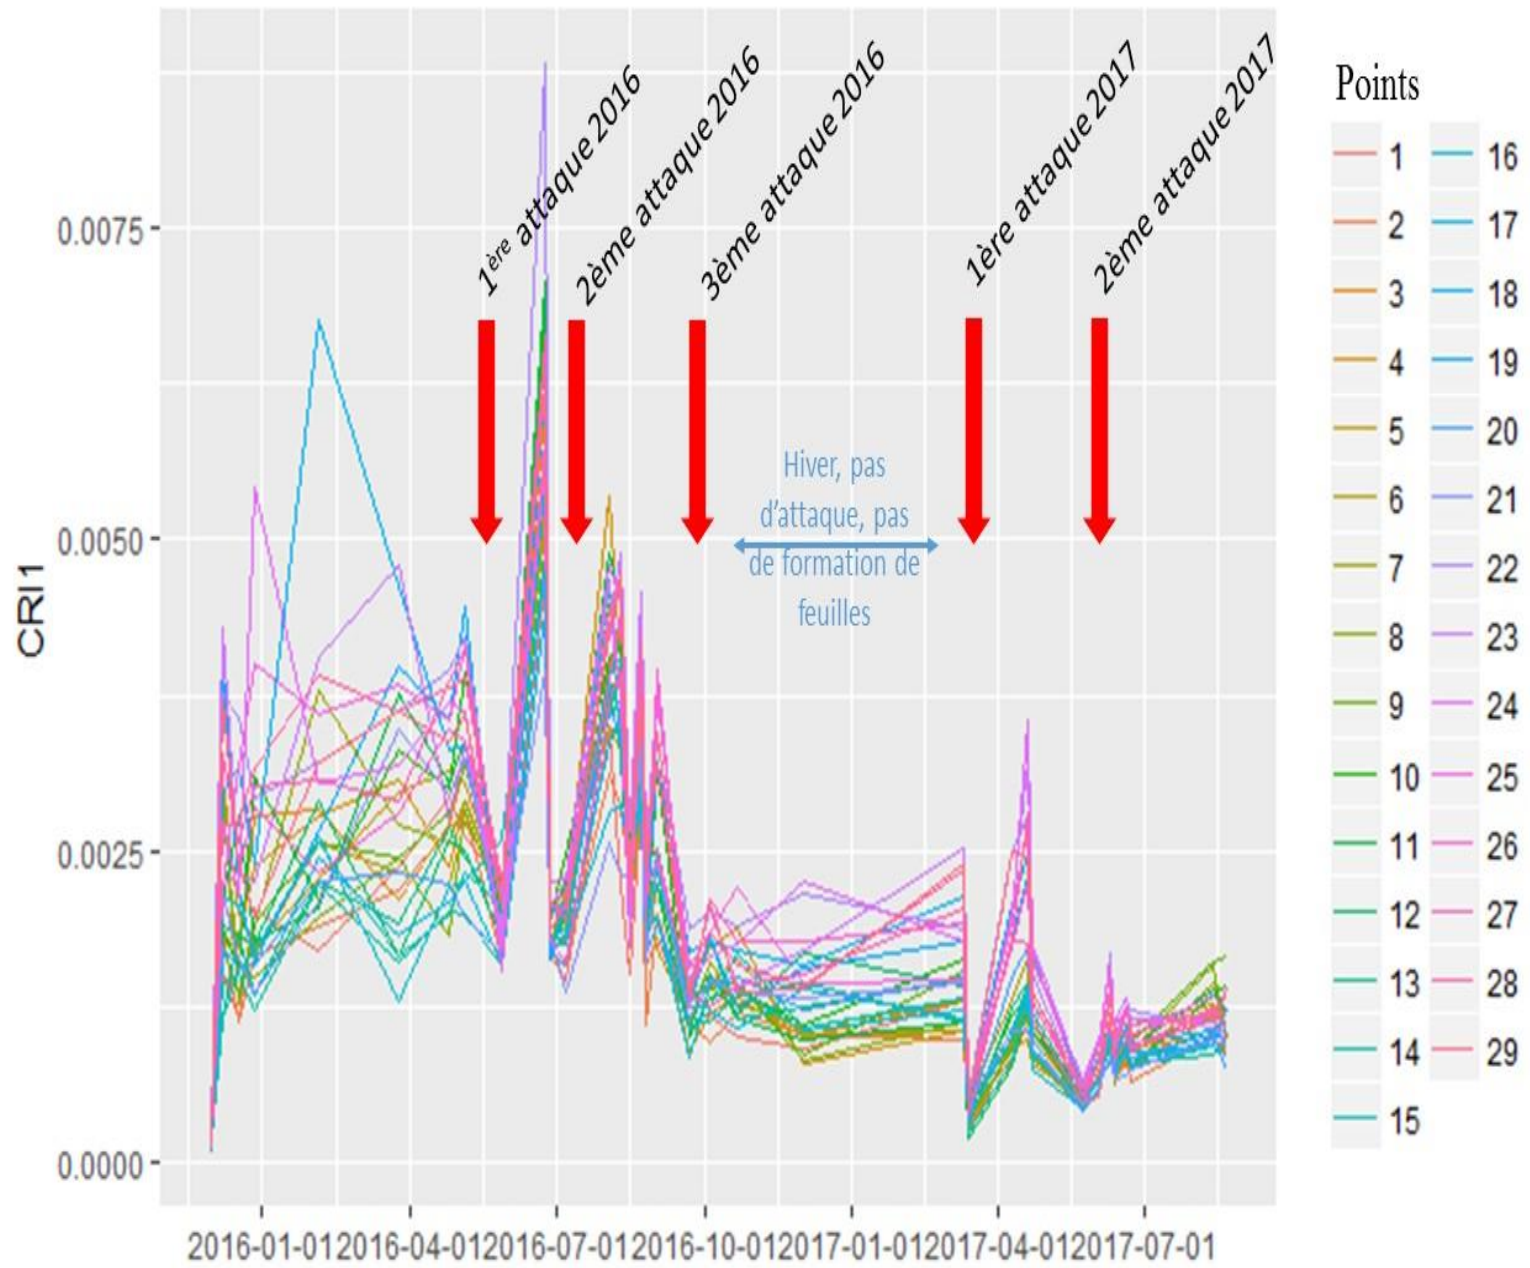 1ère attaque 2016
2ème attaque 2016
3ème attaque 2016
1ère attaque 2017
2ème attaque 2017
Hiver, pas
d'attaque, pas
de formation de
feuilles
CRI1
0.0075
0.0050
0.0025
0.0000
2016-01-01 2016-04-01 2016-07-01 2016-10-01 2017-01-01 2017-04-01 2017-07-01
Points
1 16
2 17
3 18
4 19
5 20
6 21
7 22
8 23
9 24
10 25
11 26
12 27
13 28
14 29
15